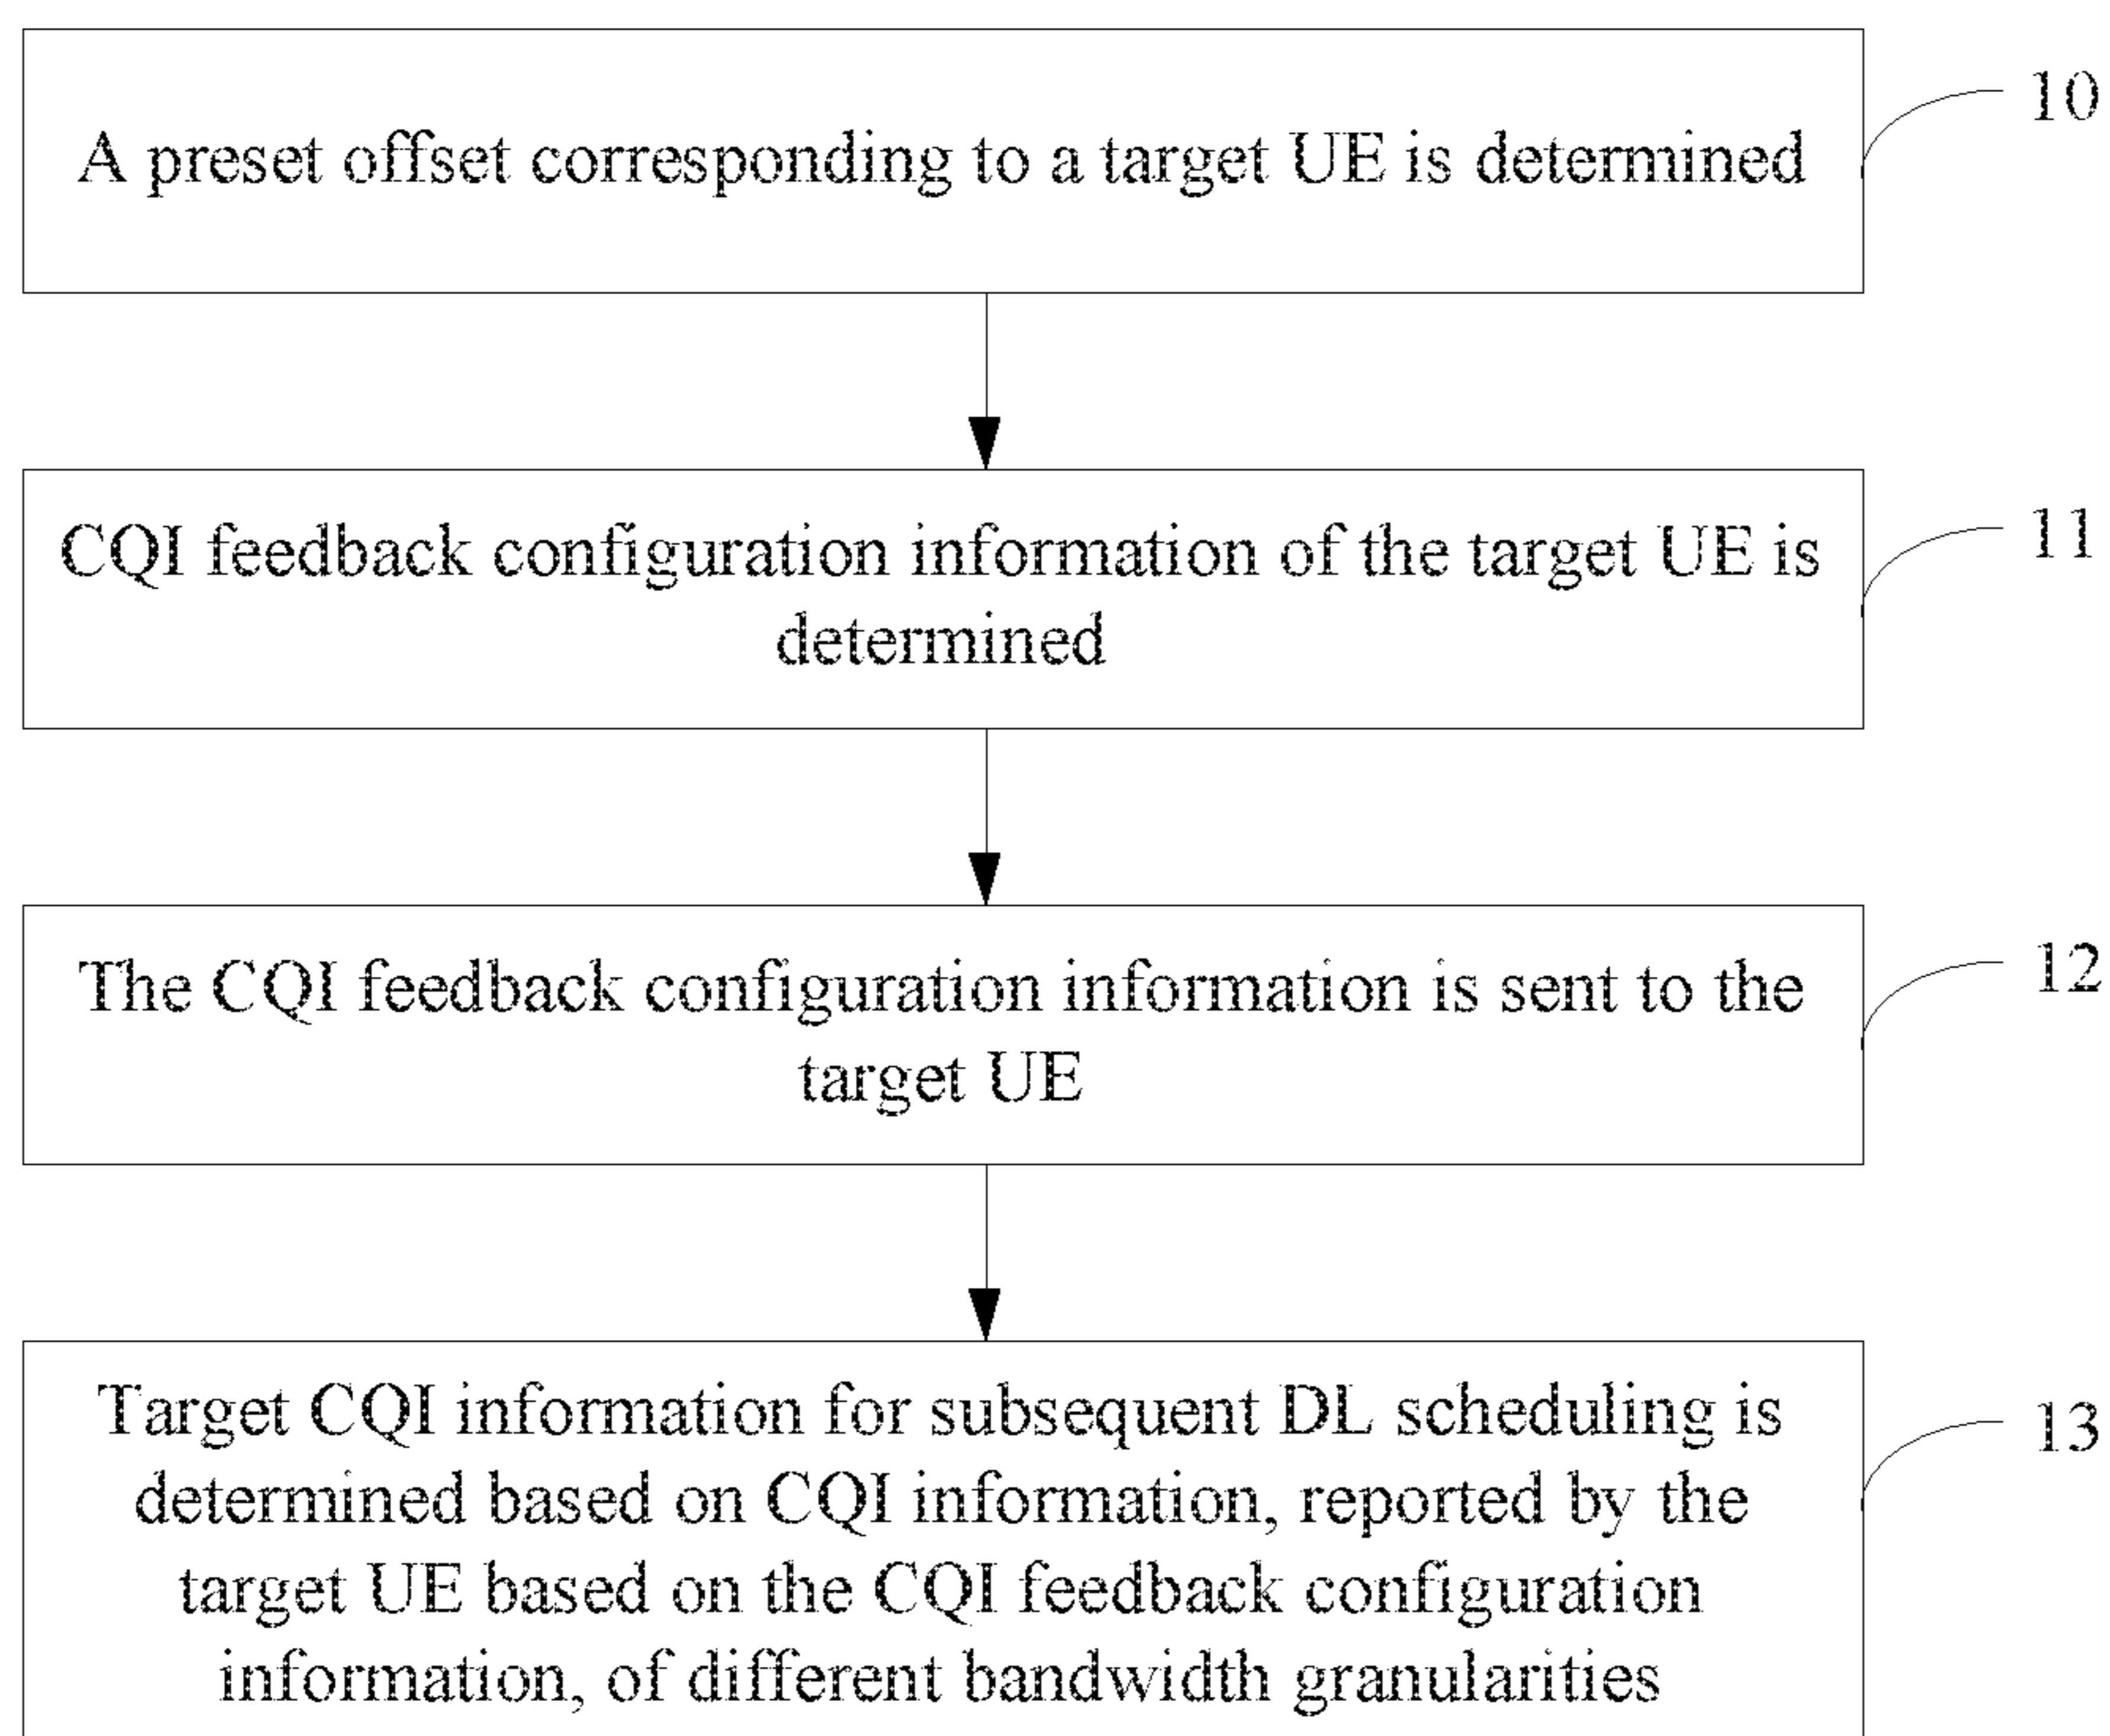 A preset offset corresponding to a target UE is determined
10
CQI feedback configuration information of the target UE is
determined
11
The CQI feedback configuration information is sent to the
target UE
12
Target CQI information for subsequent DL scheduling is
determined based on CQI information, reported by the
target UE based on the CQI feedback configuration
information, of different bandwidth granularities
13